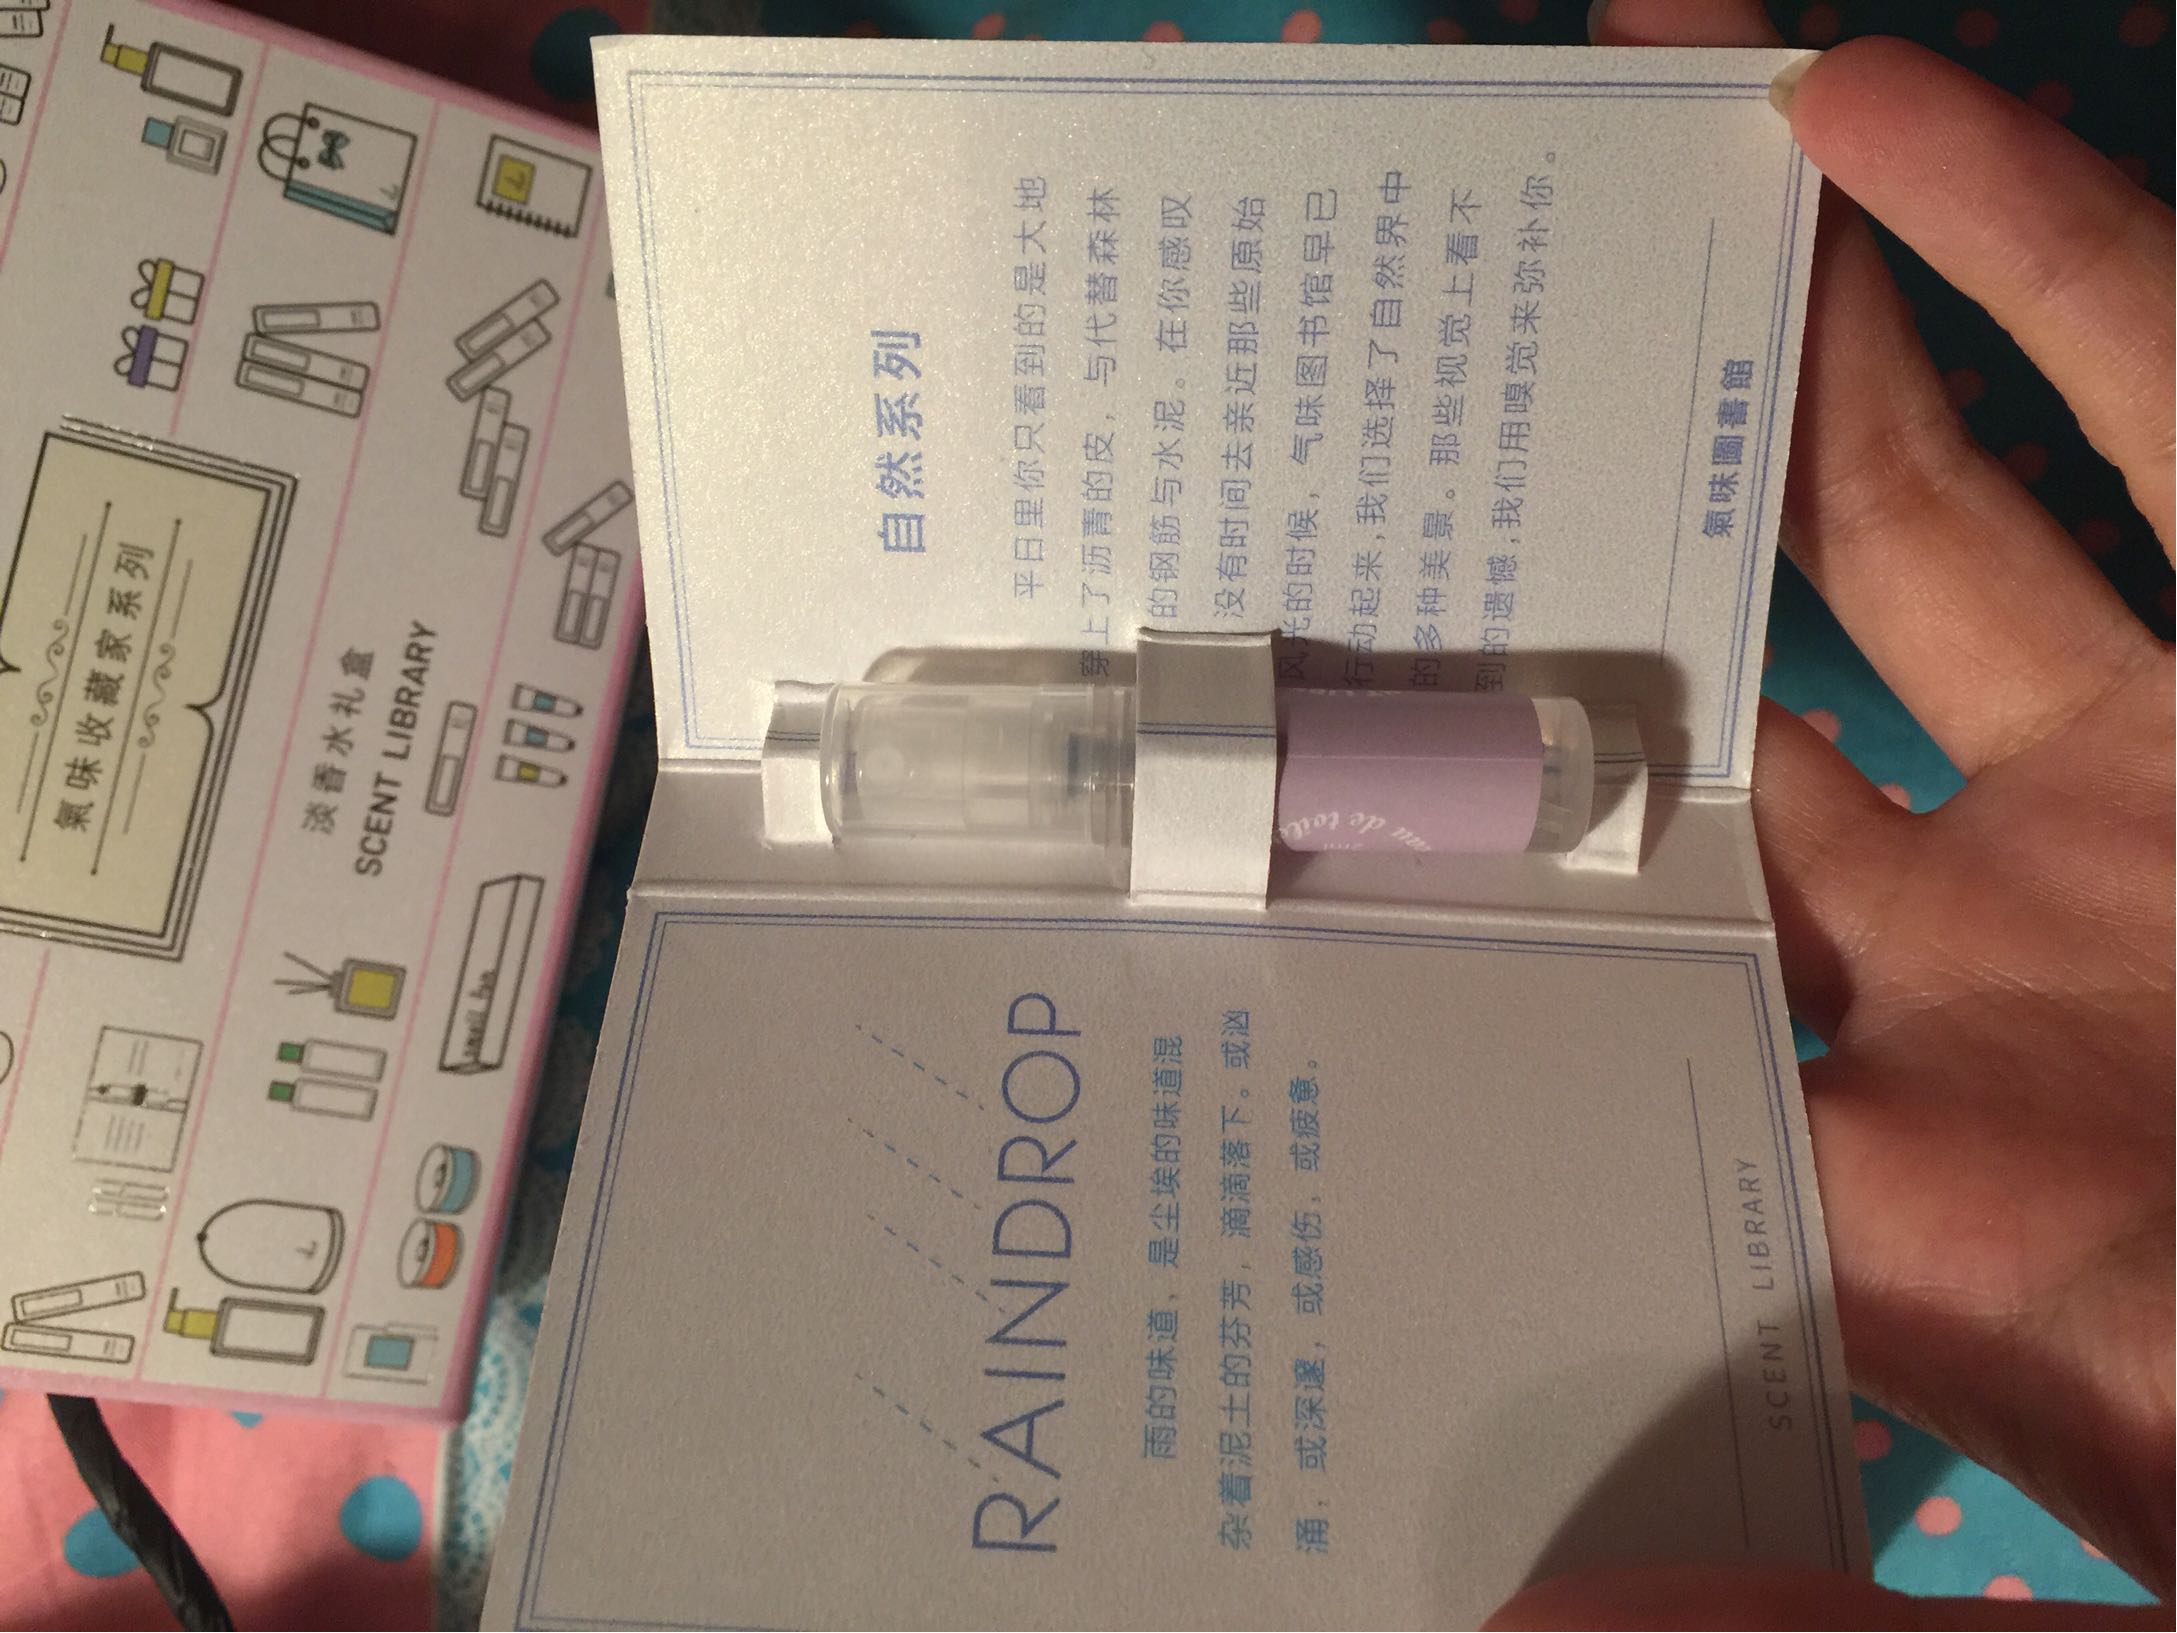 氣味收藏家系列
淡香水礼盒
SCENT LIBRARY
small box
RAINDROP
雨的味道，是尘埃的味道混
杂着泥土的芬芳，滴滴落下。或汹
涌，或深邃，或感伤，或疲惫。
SCENT LIBRARY
eau de toile
自然系列
平日里你只看到的是大地
穿上了沥青的皮，与代替森林
的钢筋与水泥。在你感叹
没有时间去亲近那些原始
风光的时候，气味图书馆早已
行动起来，我们选择了自然界中
的多种美景。那些视觉上看不
到的遗憾，我们用嗅觉来弥补你。
氣味圖書館